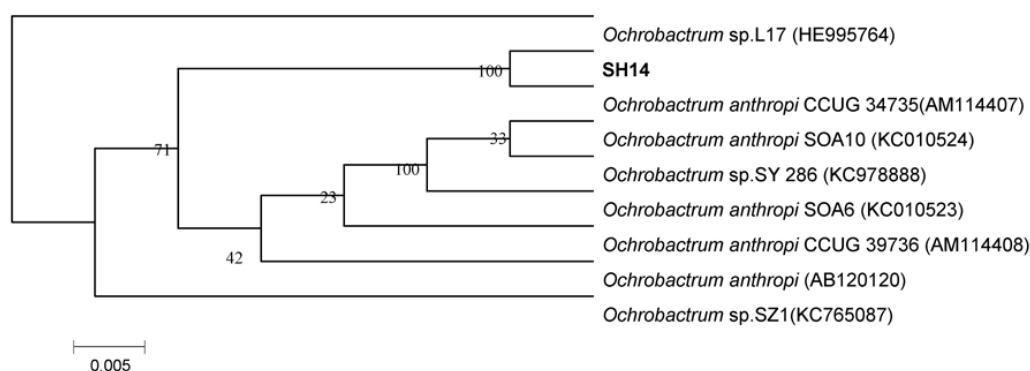 Ochrobactrum sp.L17 (HE995764)
SH14
100
Ochrobactrum anthropi CCUG 34735(AM114407)
33
Ochrobactrum anthropi SOA10 (KC010524)
71
100
Ochrobactrum sp.SY 286 (KC978888)
23
Ochrobactrum anthropi SOA6 (KC010523)
Ochrobactrum anthropi CCUG 39736 (AM114408)
42
Ochrobactrum anthropi (AB120120)
Ochrobactrum sp.SZ1(KC765087)
0.005